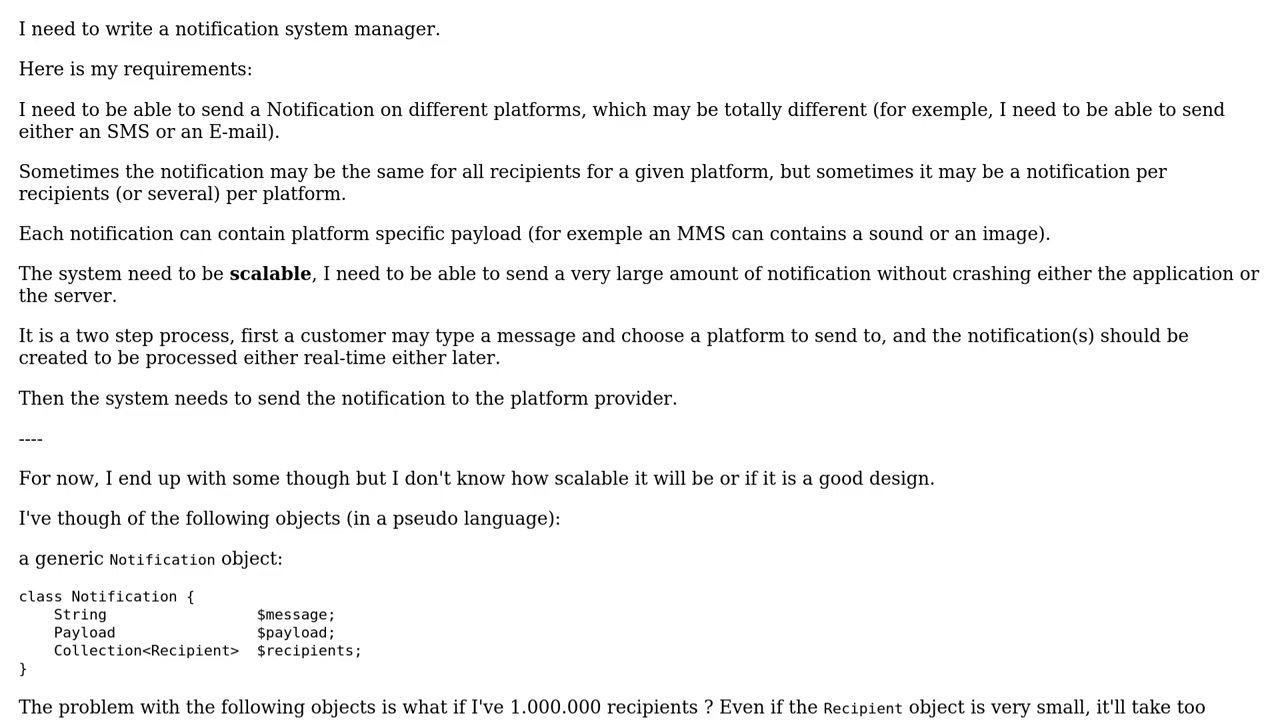 I need to write a notification system manager.
Here is my requirements:
I need to be able to send a Notification on different platforms, which may be totally different (for exemple, I need to be able to send
either an SMS or an E-mail).
Sometimes the notification may be the same for all recipients for a given platform, but sometimes it may be a notification per
recipients (or several) per platform.
Each notification can contain platform specific payload (for exemple an MMS can contains a sound or an image).
The system need to be scalable, I need to be able to send a very large amount of notification without crashing either the application or
the server.
It is a two step process, first a customer may type a message and choose a platform to send to, and the notification(s) should be
created to be processed either real-time either later.
Then the system needs to send the notification to the platform provider.
----
For now, I end up with some though but I don't know how scalable it will be or if it is a good design.
I've though of the following objects (in a pseudo language):
a generic Notification object:
class Notification {
    String                 $message;
    Payload                $payload;
    Collection<Recipient>  $recipients;
}
The problem with the following objects is what if I've 1.000.000 recipients ? Even if the Recipient object is very small, it'll take too